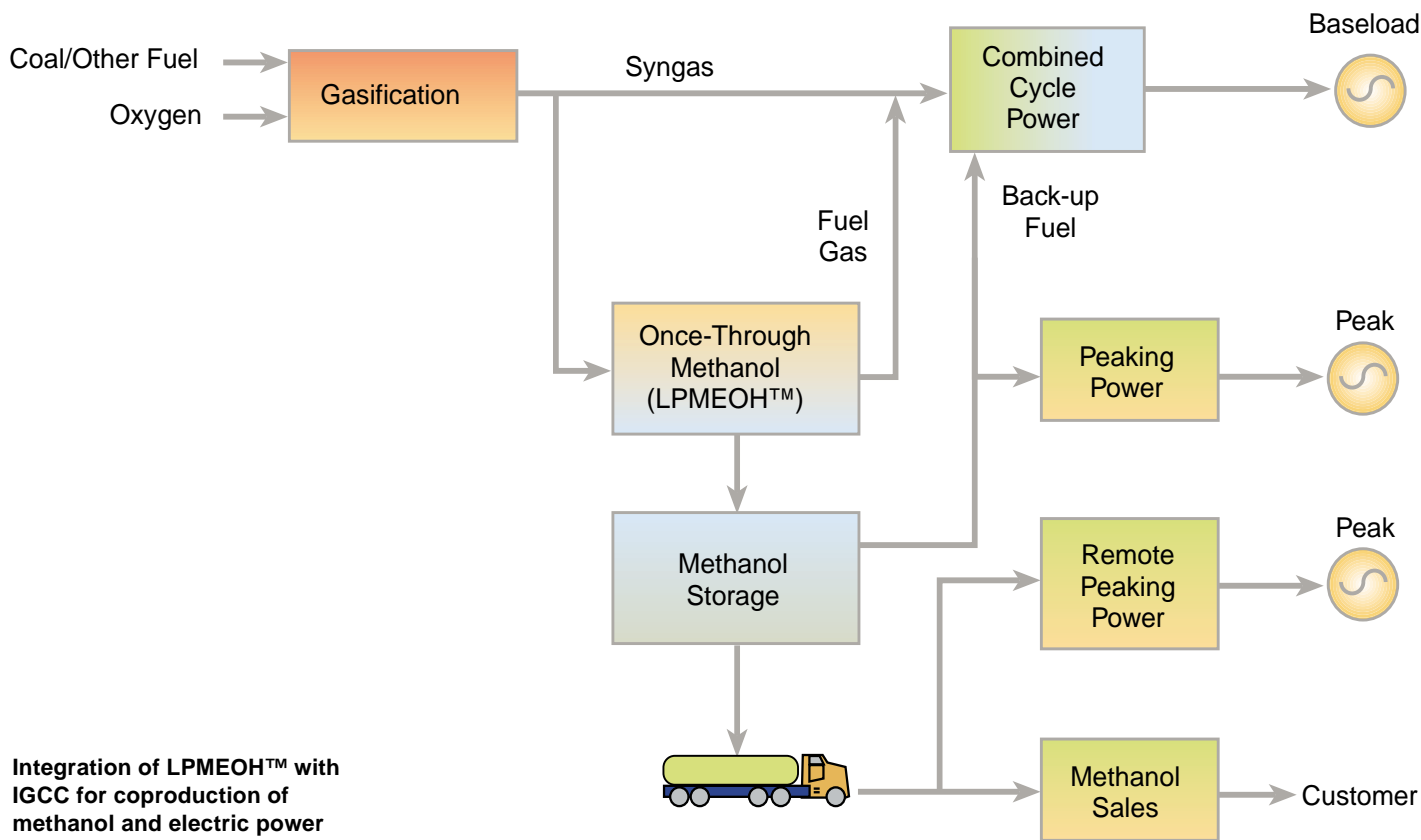 Baseload
Coal/Other Fuel
Oxygen
Gasification
Syngas
Combined
Cycle
Power
Fuel
Gas
Back-up
Fuel
Once-Through
Methanol
(LPMEOH™)
Peaking
Power
Peak
Methanol
Storage
Remote
Peaking
Power
Peak
Integration of LPMEOH™ with
IGCC for coproduction of
methanol and electric power
Methanol
Sales
Customer